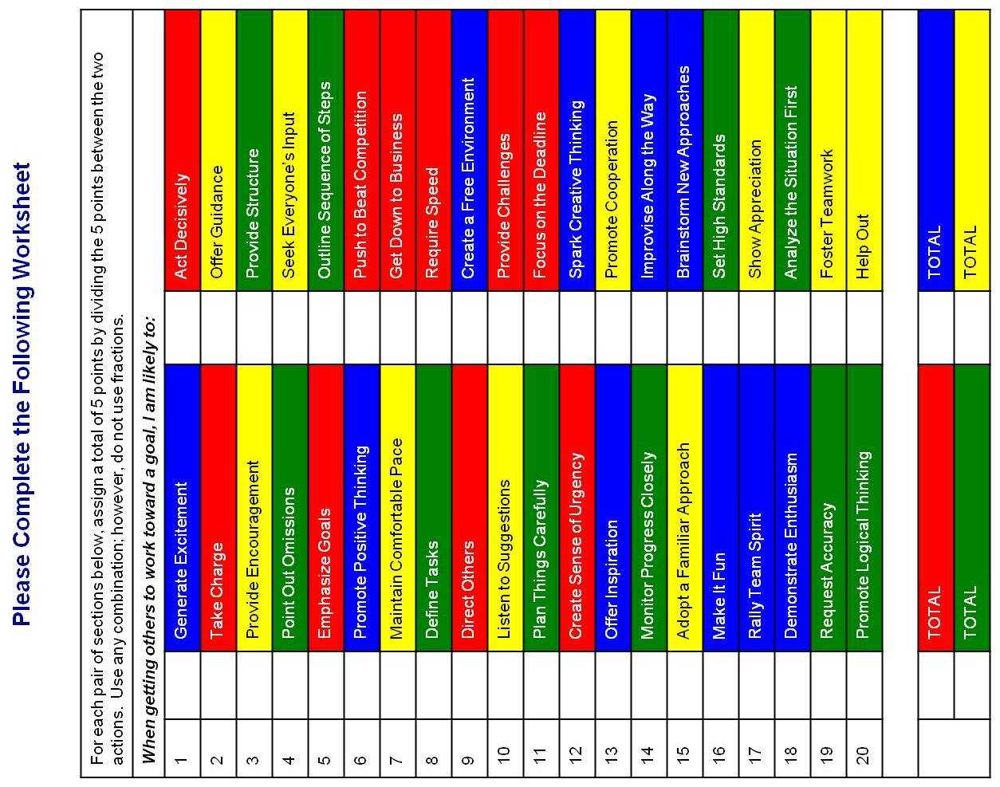 Please Complete the Following Worksheet
For each pair of sections below, assign a total of 5 points by dividing the 5 points between the two
actions. Use any combination; however, do not use fractions.
When getting others to work toward a goal, I am likely to:
1 Generate Excitement Act Decisively
2 Take Charge Offer Guidance
3 Provide Encouragement Provide Structure
4 Point Out Omissions Seek Everyone's Input
5 Emphasize Goals Outline Sequence of Steps
6 Promote Positive Thinking Push to Beat Competition
7 Maintain Comfortable Pace Get Down to Business
8 Define Tasks Require Speed
9 Direct Others Create a Free Environment
10 Listen to Suggestions Provide Challenges
11 Plan Things Carefully Focus on the Deadline
12 Create Sense of Urgency Spark Creative Thinking
13 Offer Inspiration Promote Cooperation
14 Monitor Progress Closely Improvise Along the Way
15 Adopt a Familiar Approach Brainstorm New Approaches
16 Make It Fun Set High Standards
17 Rally Team Spirit Show Appreciation
18 Demonstrate Enthusiasm Analyze the Situation First
19 Request Accuracy Foster Teamwork
20 Promote Logical Thinking Help Out
TOTAL TOTAL
TOTAL TOTAL